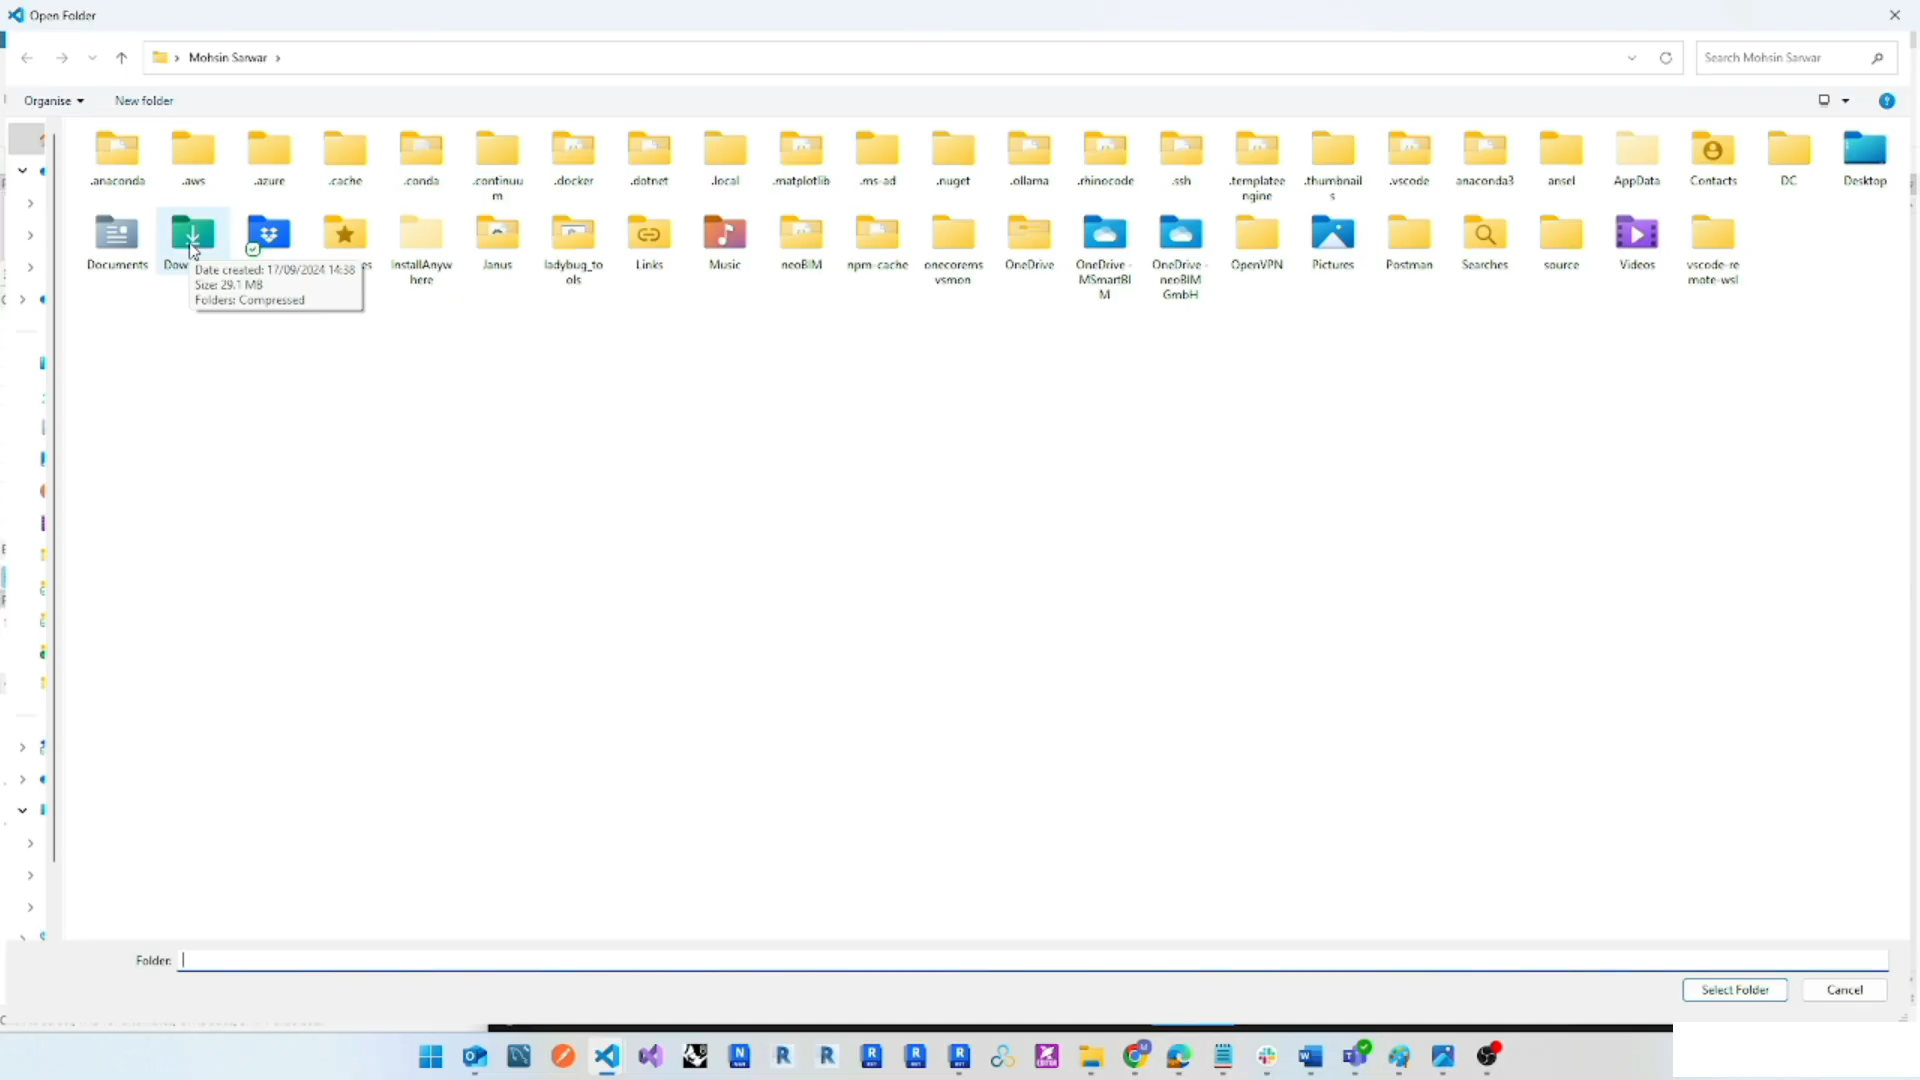 Open Folder
Mohsin Sarwar
Search Mohsin Sarwar
Organise
New folder
.anaconda
.aws
.azure
.cache
.conda
.continuu
m
.docker
.dotnet
.local
.matplotlib
.ms-ad
.nuget
.ollama
.rhinocode
.ssh
.templatee
ngine
.thumbnail
s
.vscode
anaconda3
ansel
AppData
Contacts
DC
Desktop
Documents
InstallAnyw
here
Janus
ladybug_to
ols
Links
Music
neoBIM
npm-cache
onecorems
vsmon
OneDrive
OneDrive -
MSmartBI
M
OneDrive -
neoBIM
GmbH
OpenVPN
Pictures
Postman
Searches
source
Videos
vscode-re
mote-wsl
Date created: 17/09/2024 14:38
Size: 29.1 MB
Folders: Compressed
Folder:
Select Folder
Cancel